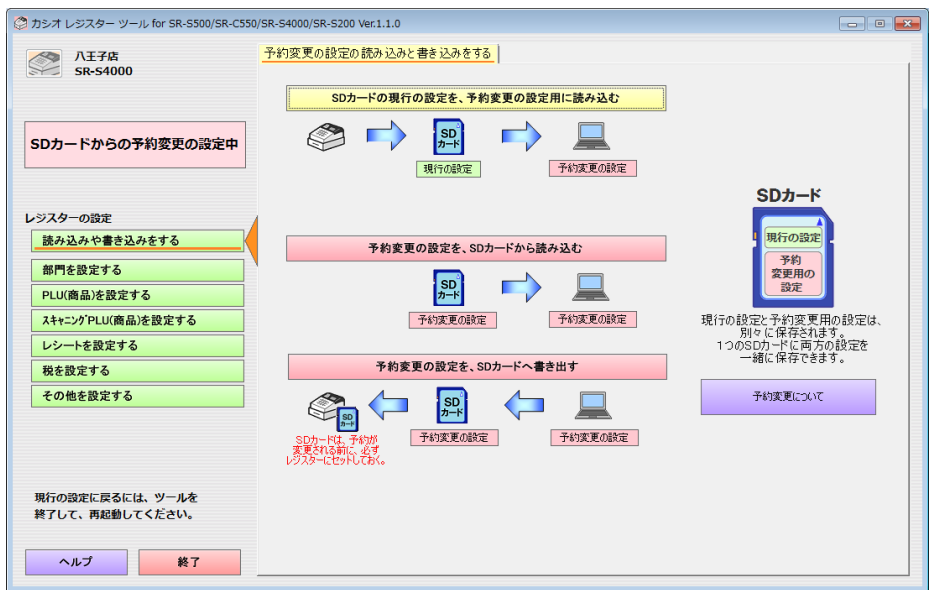 カシオ レジスター ツール for SR-S500/SR-C550/SR-S4000/SR-S200 Ver.1.1.0
八王子店
SR-S4000
SDカードからの予約変更の設定中
レジスターの設定
読み込みや書き込みをする
部門を設定する
PLU(商品)を設定する
ｽｷｬﾆﾝｸﾞPLU(商品)を設定する
レシートを設定する
税を設定する
その他を設定する
現行の設定に戻るには、ツールを
終了して、再起動してください。
ヘルプ
終了
予約変更の設定の読み込みと書き込みをする
SDカードの現行の設定を、予約変更の設定用に読み込む
SD
カード
現行の設定
予約変更の設定
予約変更の設定を、SDカードから読み込む
SD
カード
予約変更の設定
予約変更の設定
予約変更の設定を、SDカードへ書き出す
SD
カード
SD
カード
予約変更の設定
予約変更の設定
SDカードは、予約が
変更される前に、必ず
レジスターにセットしておく。
SDカード
現行の設定
予約
変更用の
設定
現行の設定と予約変更用の設定は、
別々に保存されます。
1つのSDカードに両方の設定を
一緒に保存できます。
予約変更について